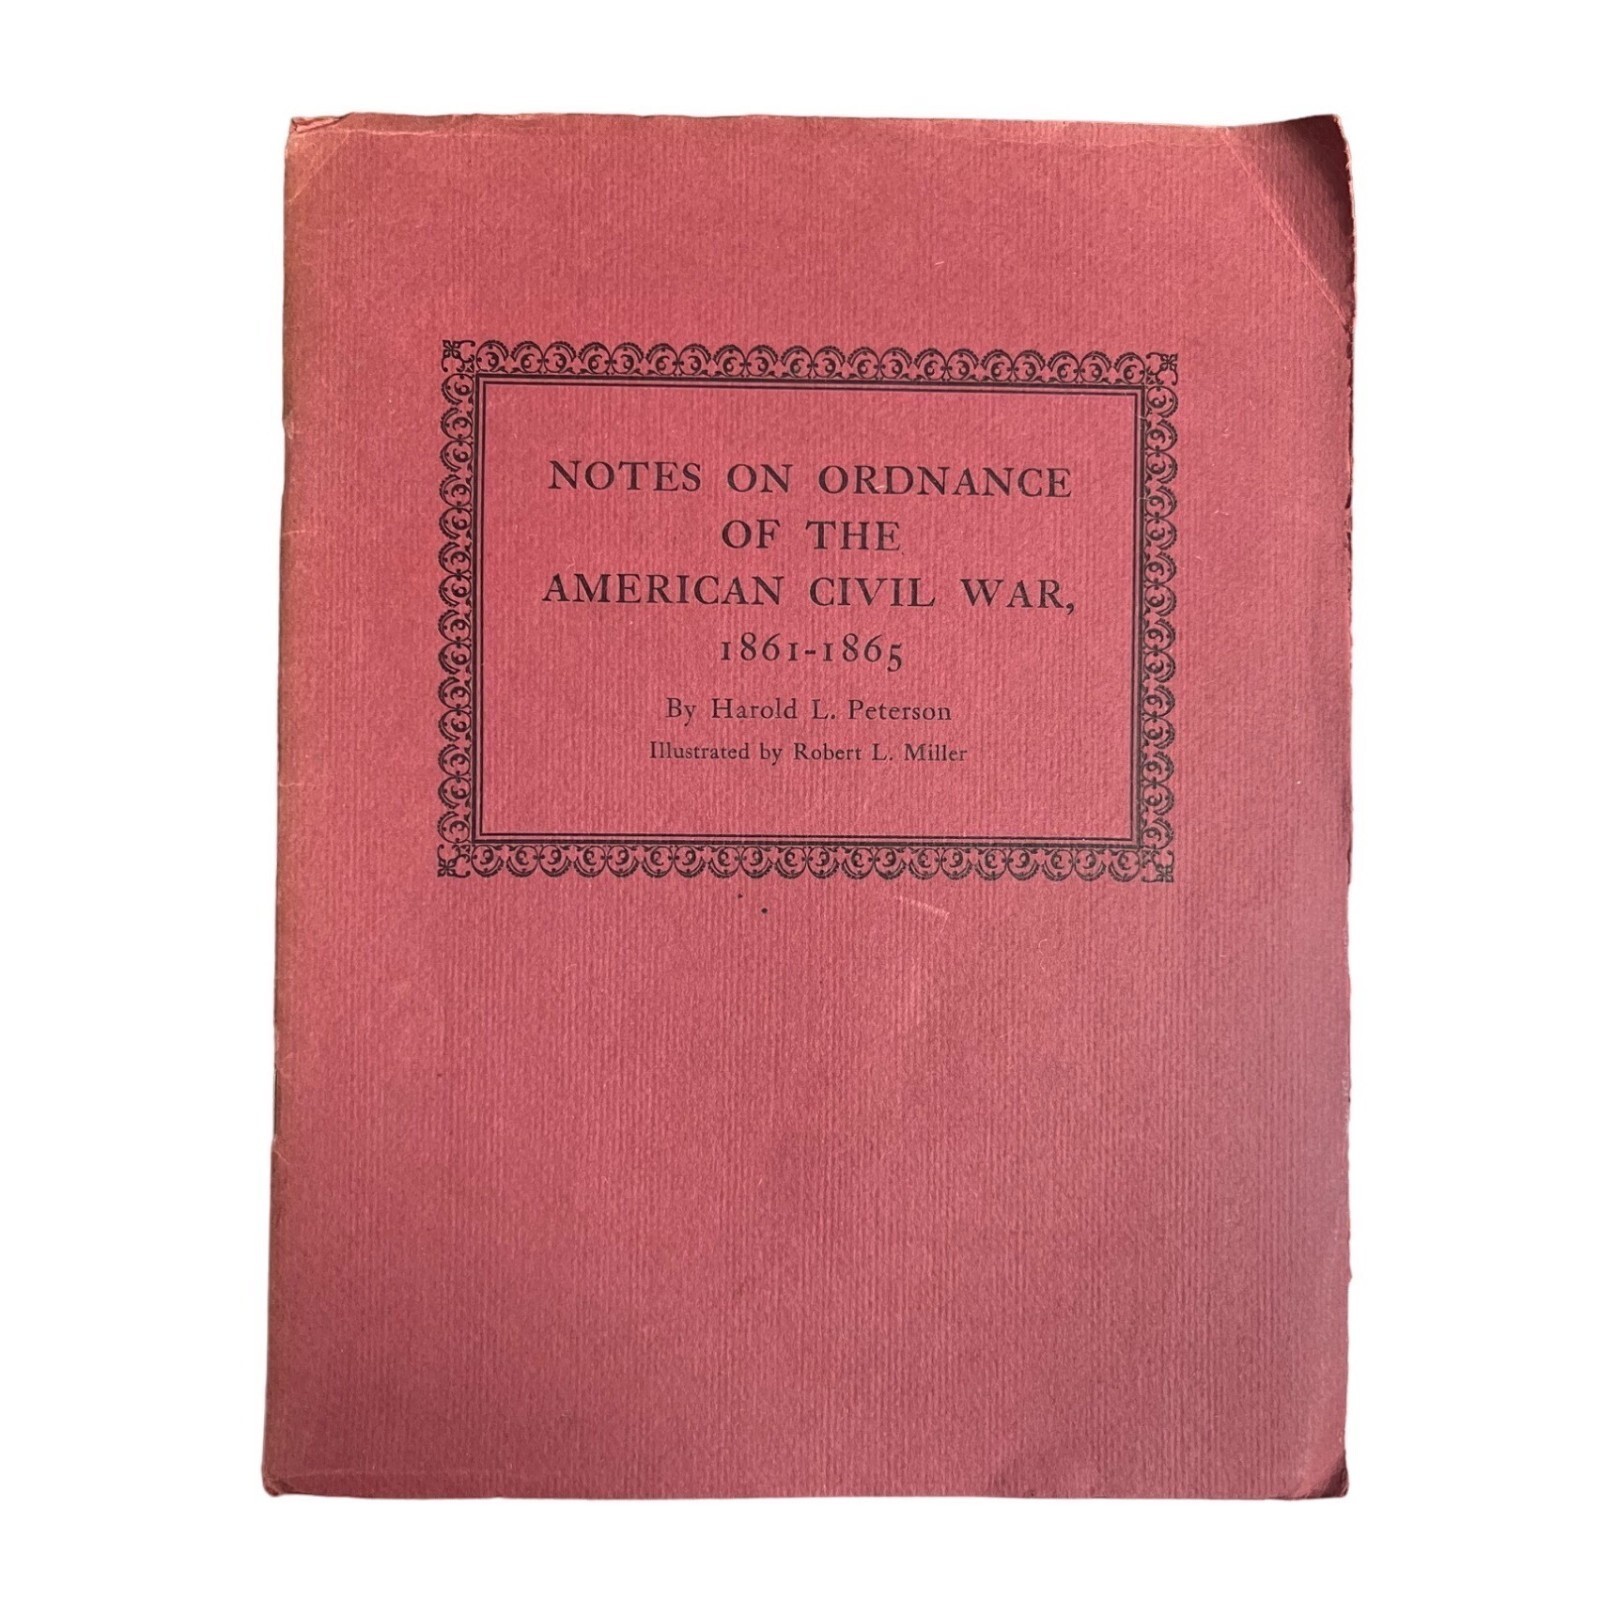 NOTES ON ORDNANCE
OF THE
AMERICAN CIVIL WAR,
1861-1865
By Harold L. Peterson
Illustrated by Robert L. Miller